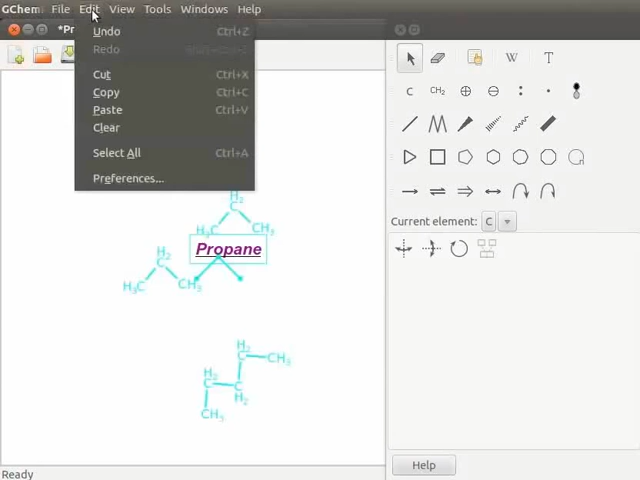 GChem File Edit View Tools Windows Help
*Pr
Undo Ctrl+Z
Redo
Cut Ctrl+X
Copy Ctrl+C
Paste Ctrl+V
Clear
Select All Ctrl+A
Preferences...
W T
C CH2
Current element: C
H2
C
H3C CH3
Propane
H2
C
H3C CH3
H2
C CH3
H2
C C
H2
CH3
Help
Ready